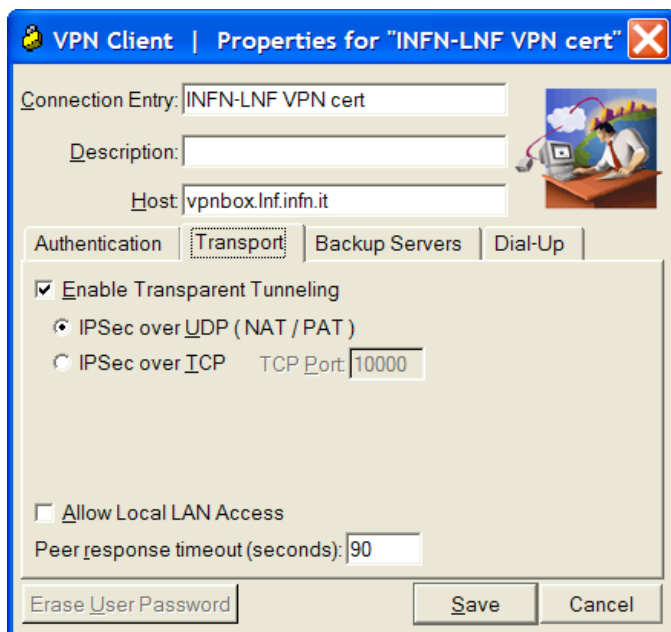 VPN Client | Properties for "INFN-LNF VPN cert"
Connection Entry: INFN-LNF VPN cert
Description:
Host: vpnbox.lnf.infn.it
Authentication Transport Backup Servers Dial-Up
Enable Transparent Tunneling
IPSec over UDP ( NAT / PAT )
IPSec over TCP TCP Port: 10000
Allow Local LAN Access
Peer response timeout (seconds): 90
Erase User Password Save Cancel